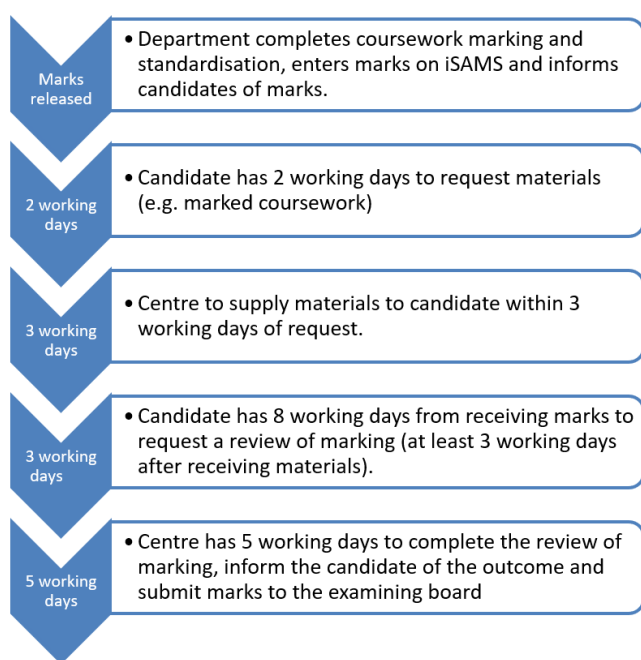 Marks
released
• Department completes coursework marking and
standardisation, enters marks on iSAMS and informs
candidates of marks.
2 working
days
• Candidate has 2 working days to request materials
(e.g. marked coursework)
3 working
days
• Centre to supply materials to candidate within 3
working days of request.
3 working
days
• Candidate has 8 working days from receiving marks to
request a review of marking (at least 3 working days
after receiving materials).
5 working
days
• Centre has 5 working days to complete the review of
marking, inform the candidate of the outcome and
submit marks to the examining board